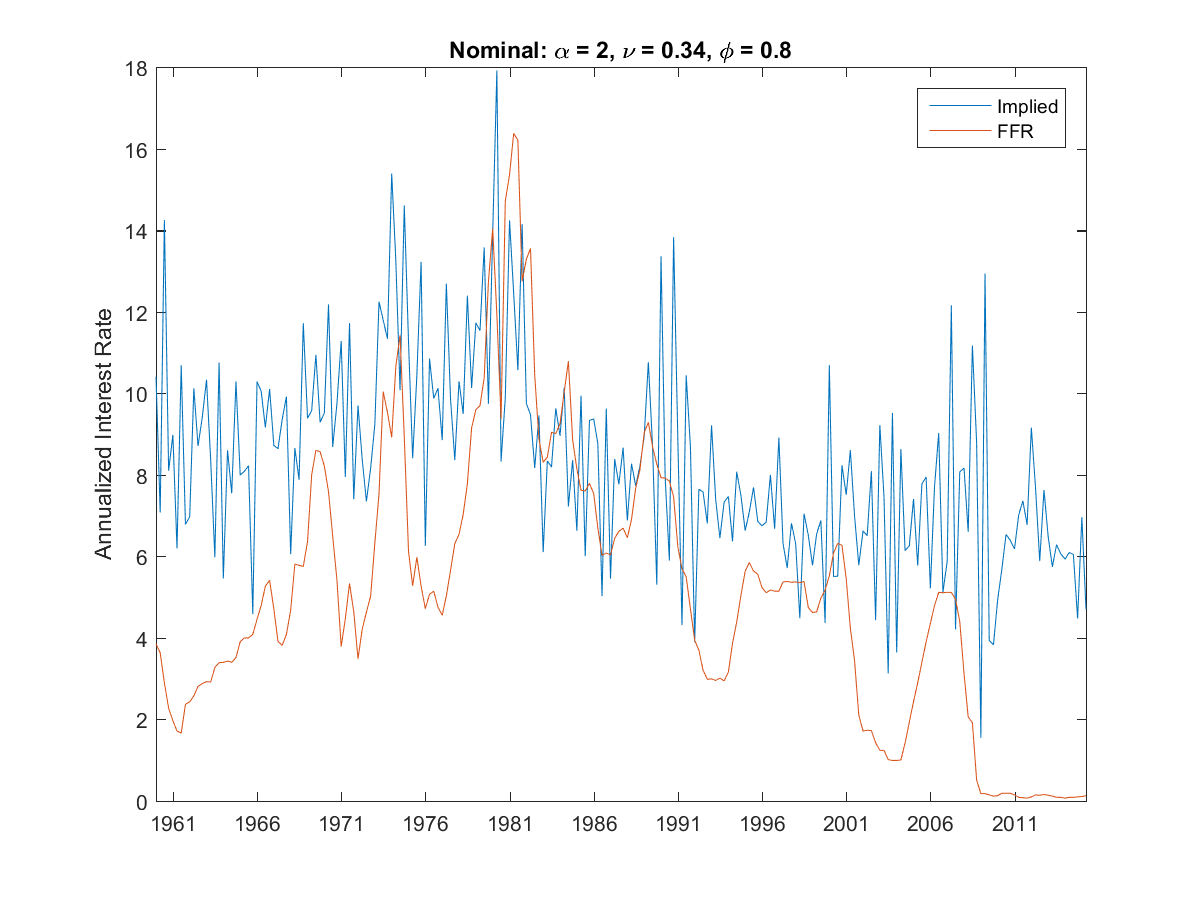 Nominal: α = 2, ν = 0.34, ϕ = 0.8
18
16
14
12
10
8
6
4
2
0
Annualized Interest Rate
Implied
FFR
1961 1966 1971 1976 1981 1986 1991 1996 2001 2006 2011